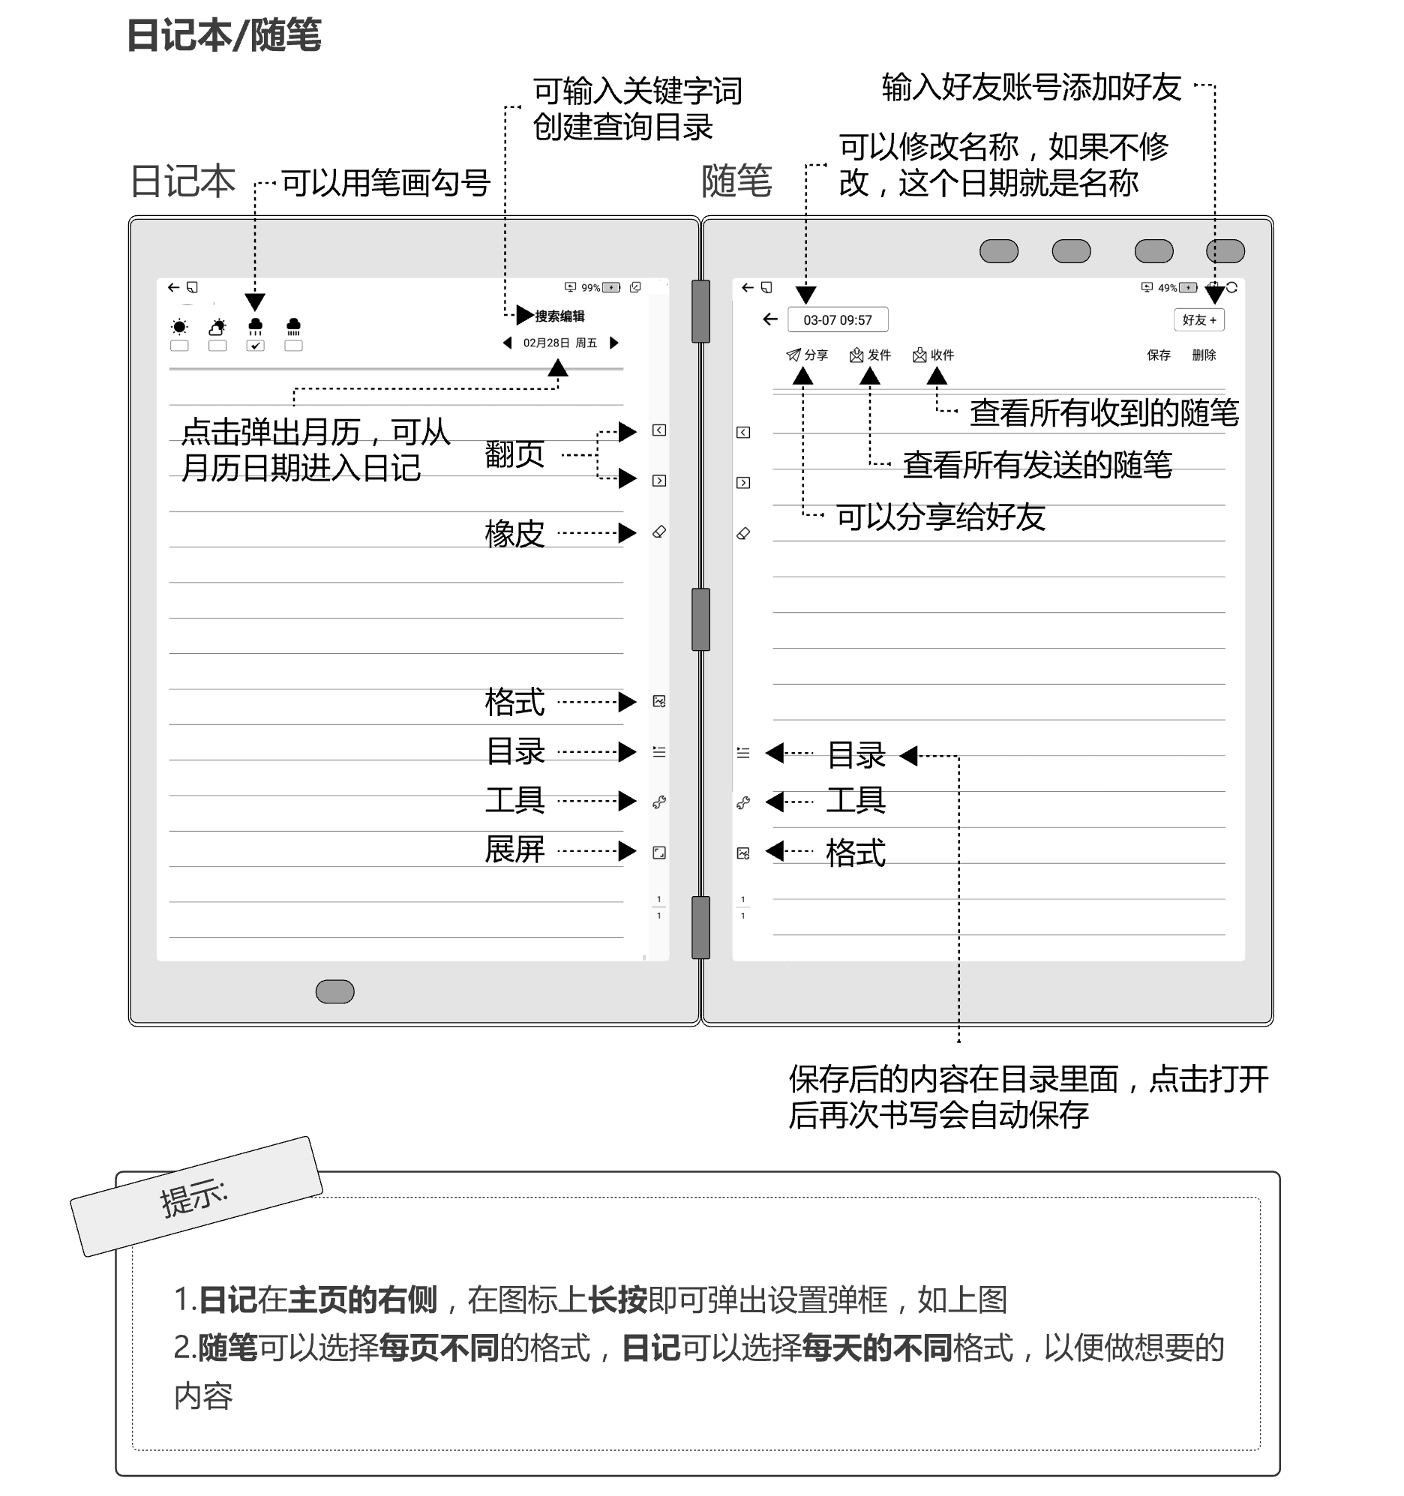 日记本/随笔
可输入关键字词
创建查询目录
输入好友账号添加好友
可以修改名称，如果不修
改，这个日期就是名称
日记本
可以用笔画勾号
随笔
99%
搜索编辑
02月28日 周五
点击弹出月历，可从
月历日期进入日记
翻页
橡皮
格式
目录
工具
展屏
1
1
49%
03-07 09:57
好友 +
分享
发件
收件
保存
删除
查看所有收到的随笔
查看所有发送的随笔
可以分享给好友
目录
工具
格式
1
1
保存后的内容在目录里面，点击打开
后再次书写会自动保存
提示:
1.日记在主页的右侧，在图标上长按即可弹出设置弹框，如上图
2.随笔可以选择每页不同的格式，日记可以选择每天的不同格式，以便做想要的
内容